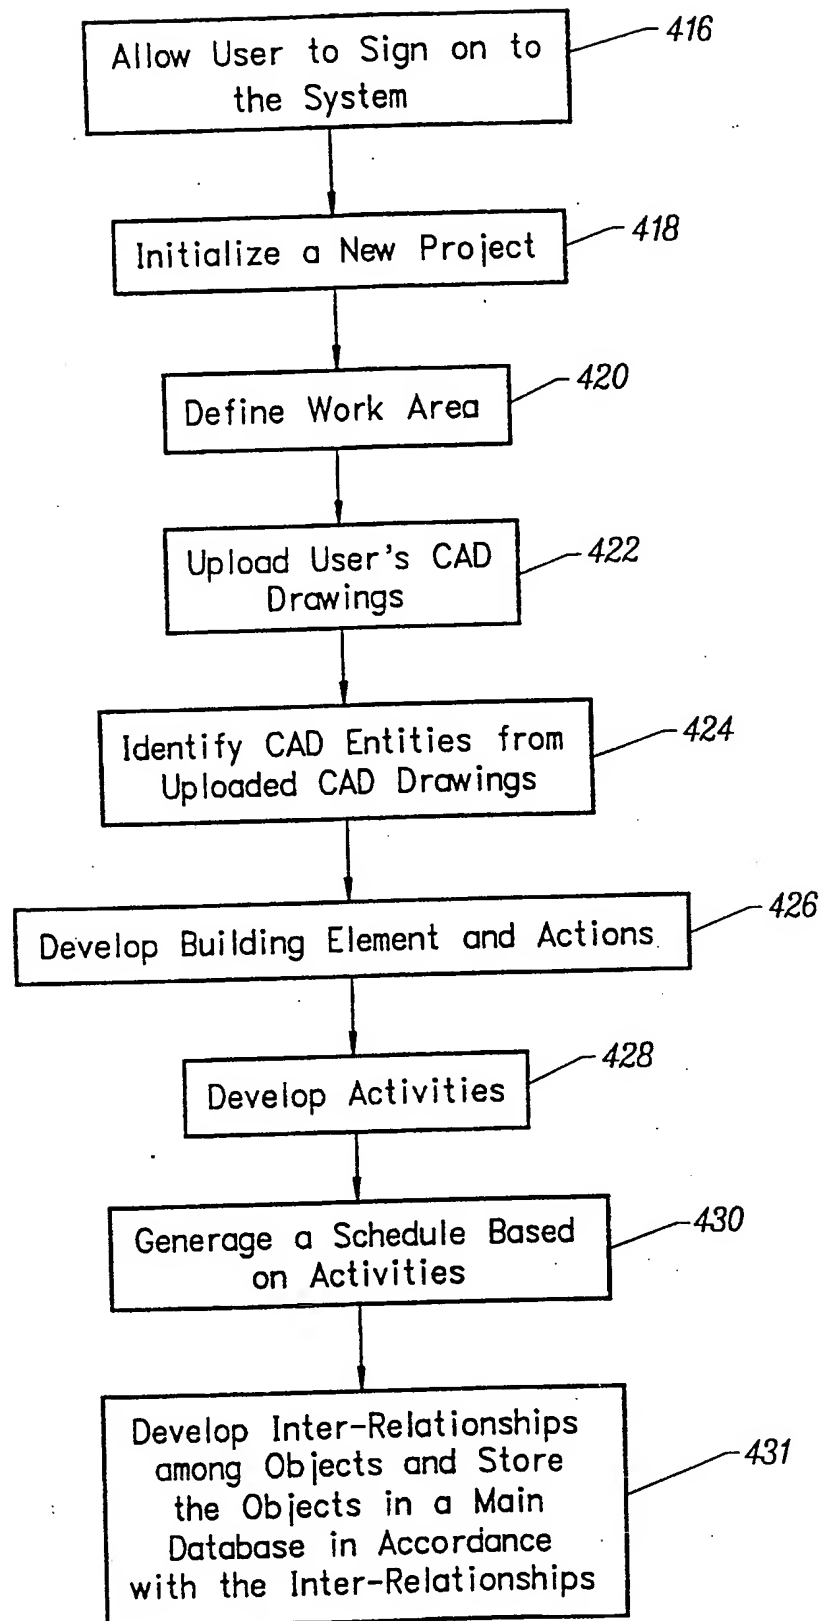 Allow User to Sign on to
the System
416
Initialize a New Project
418
Define Work Area
420
Upload User's CAD
Drawings
422
Identify CAD Entities from
Uploaded CAD Drawings
424
Develop Building Element and Actions
426
Develop Activities
428
Generage a Schedule Based
on Activities
430
Develop Inter-Relationships
among Objects and Store
the Objects in a Main
Database in Accordance
with the Inter-Relationships
431